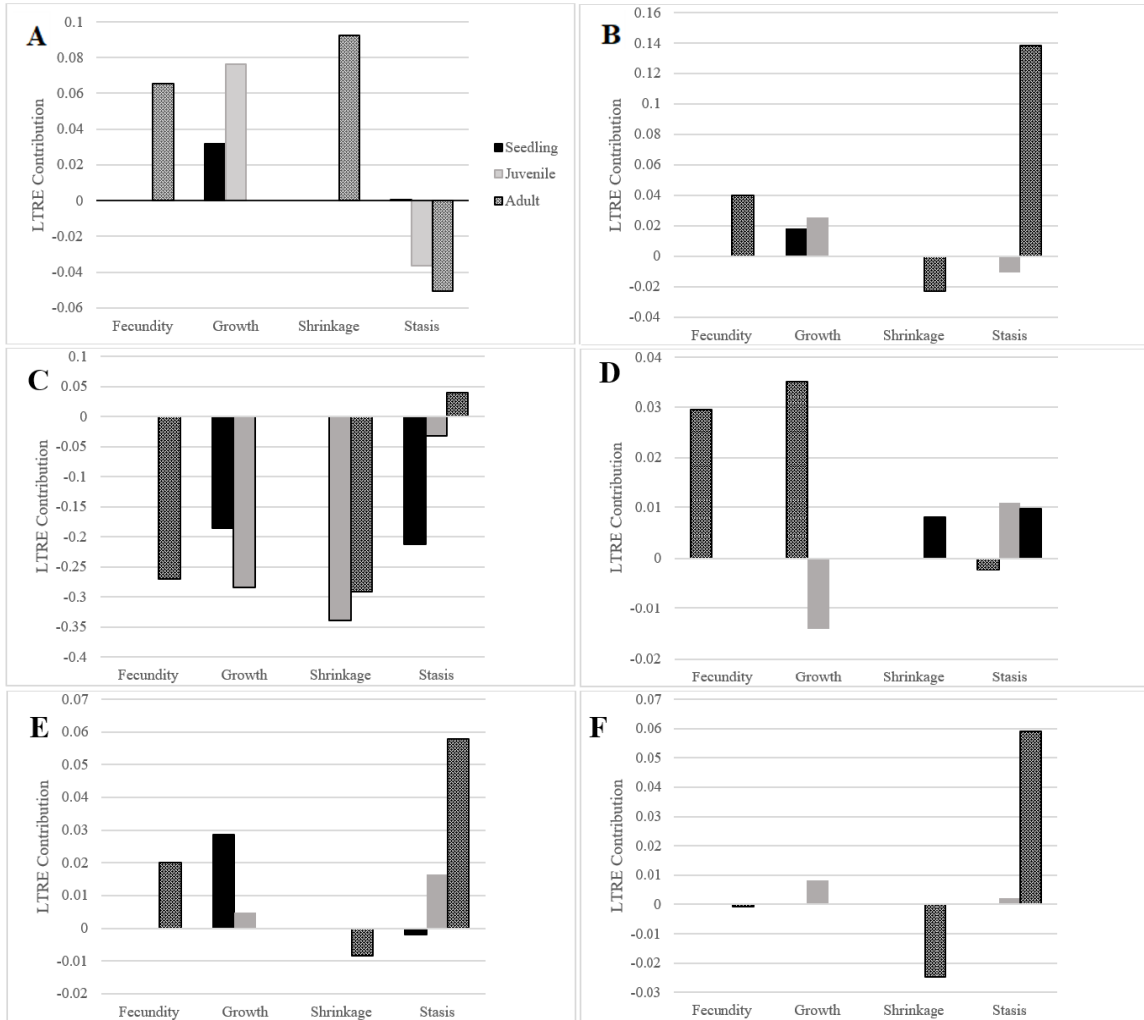 A
LTRE Contribution
0.1
0.08
0.06
0.04
0.02
0
-0.02
-0.04
-0.06
Fecundity Growth Shrinkage Stasis
Seedling
Juvenile
Adult
B
LTRE Contribution
0.16
0.14
0.12
0.10
0.08
0.06
0.04
0.02
0
-0.02
-0.04
Fecundity Growth Shrinkage Stasis
C
LTRE Contribution
0.1
0.05
0
-0.05
-0.1
-0.15
-0.2
-0.25
-0.3
-0.35
-0.4
Fecundity Growth Shrinkage Stasis
D
LTRE Contribution
0.04
0.03
0.02
0.01
0
-0.01
-0.02
Fecundity Growth Shrinkage Stasis
E
LTRE Contribution
0.07
0.06
0.05
0.04
0.03
0.02
0.01
0
-0.01
0.02
Fecundity Growth Shrinkage Stasis
F
LTRE Contribution
0.07
0.06
0.05
0.04
0.03
0.02
0.01
0
-0.01
-0.02
-0.03
Fecundity Growth Shrinkage Stasis